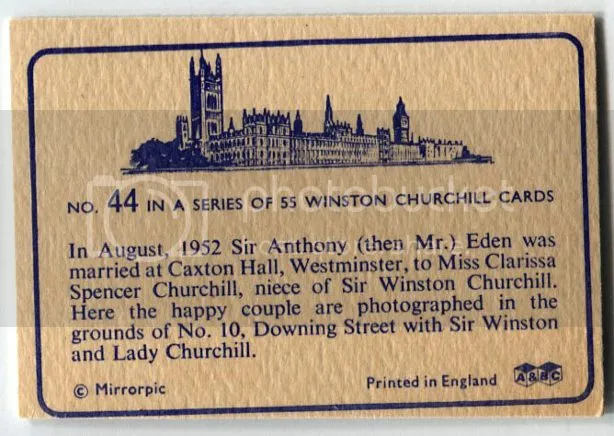 NO. 44 IN A SERIES OF 55 WINSTON CHURCHILL CARDS
In August, 1952 Sir Anthony (then Mr.) Eden was
married at Caxton Hall, Westminster, to Miss Clarissa
Spencer Churchill, niece of Sir Winston Churchill.
Here the happy couple are photographed in the
grounds of No. 10, Downing Street with Sir Winston
and Lady Churchill.
© Mirrorpic
Printed in England
A&BC
photobucket